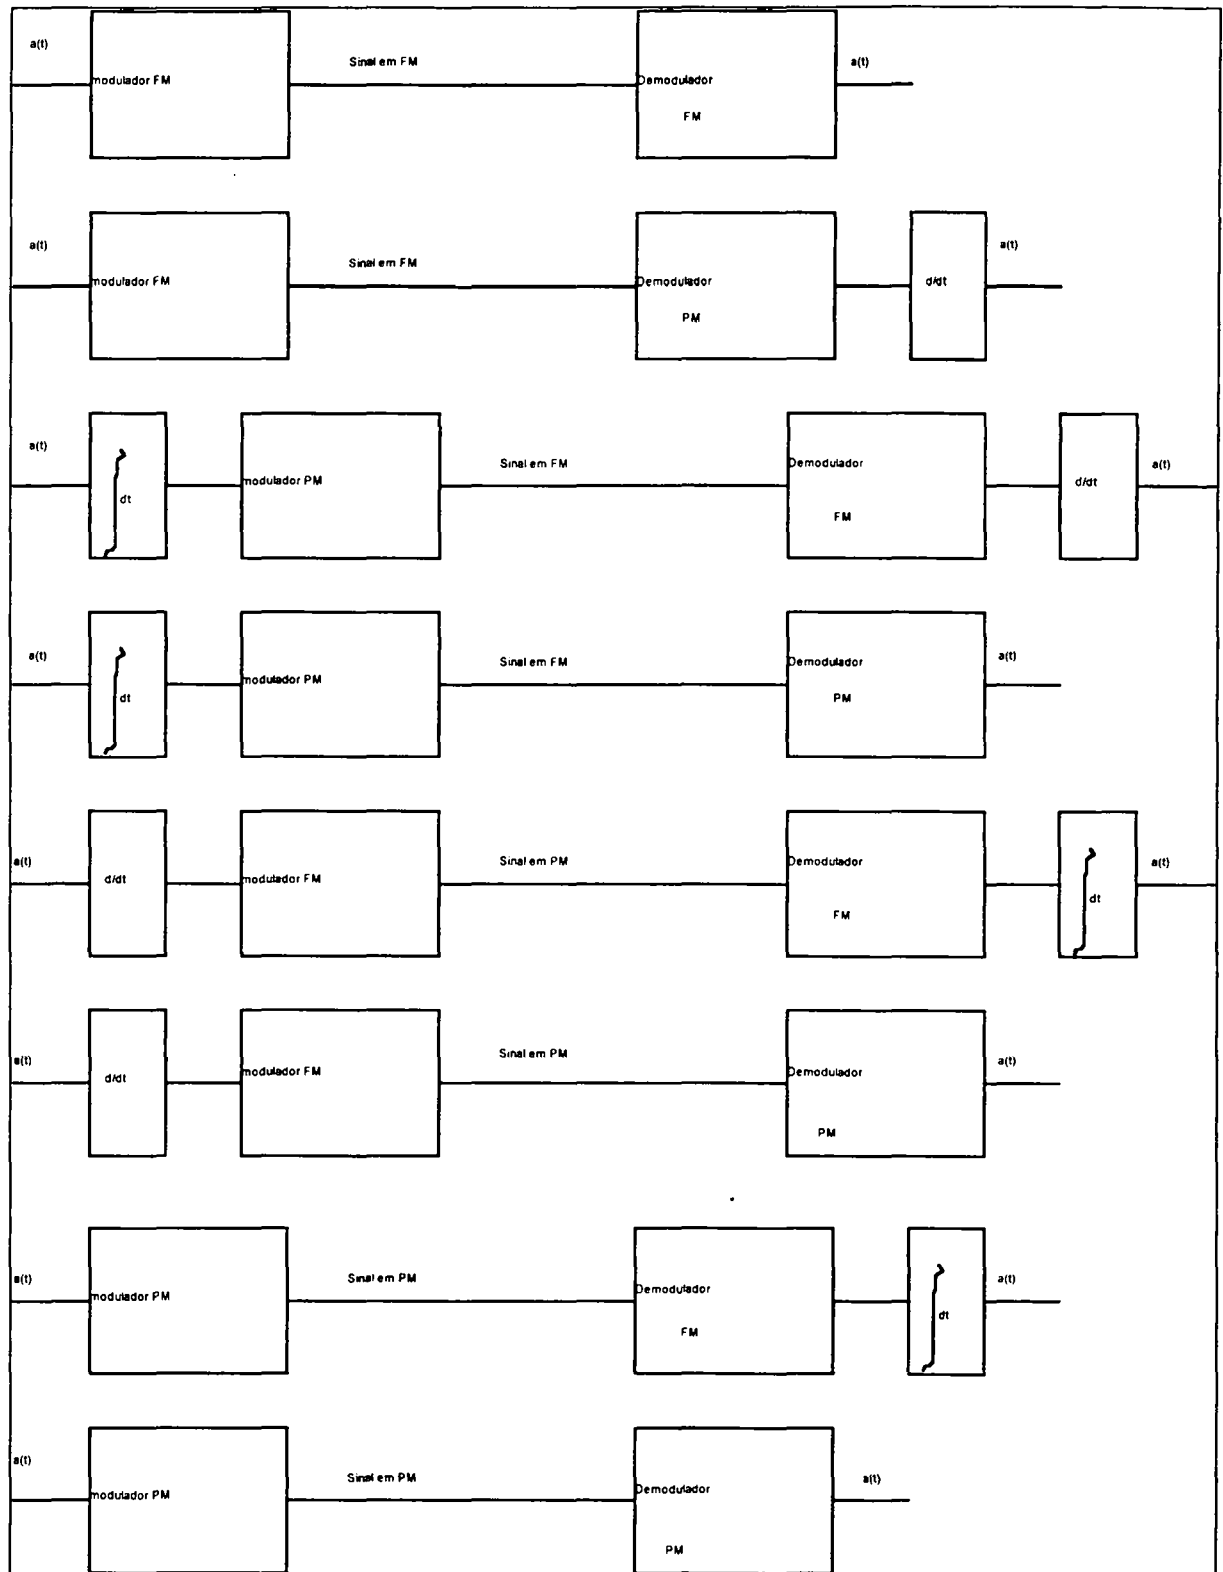 a(t) modulador FM Sinal em FM Demodulador FM a(t)
a(t) modulador FM Sinal em FM Demodulador PM d/dt a(t)
a(t) ∫ dt modulador PM Sinal em FM Demodulador FM d/dt a(t)
a(t) ∫ dt modulador PM Sinal em FM Demodulador PM a(t)
a(t) d/dt modulador FM Sinal em PM Demodulador FM ∫ dt a(t)
a(t) d/dt modulador FM Sinal em PM Demodulador PM a(t)
a(t) modulador PM Sinal em PM Demodulador FM ∫ dt a(t)
a(t) modulador PM Sinal em PM Demodulador PM a(t)